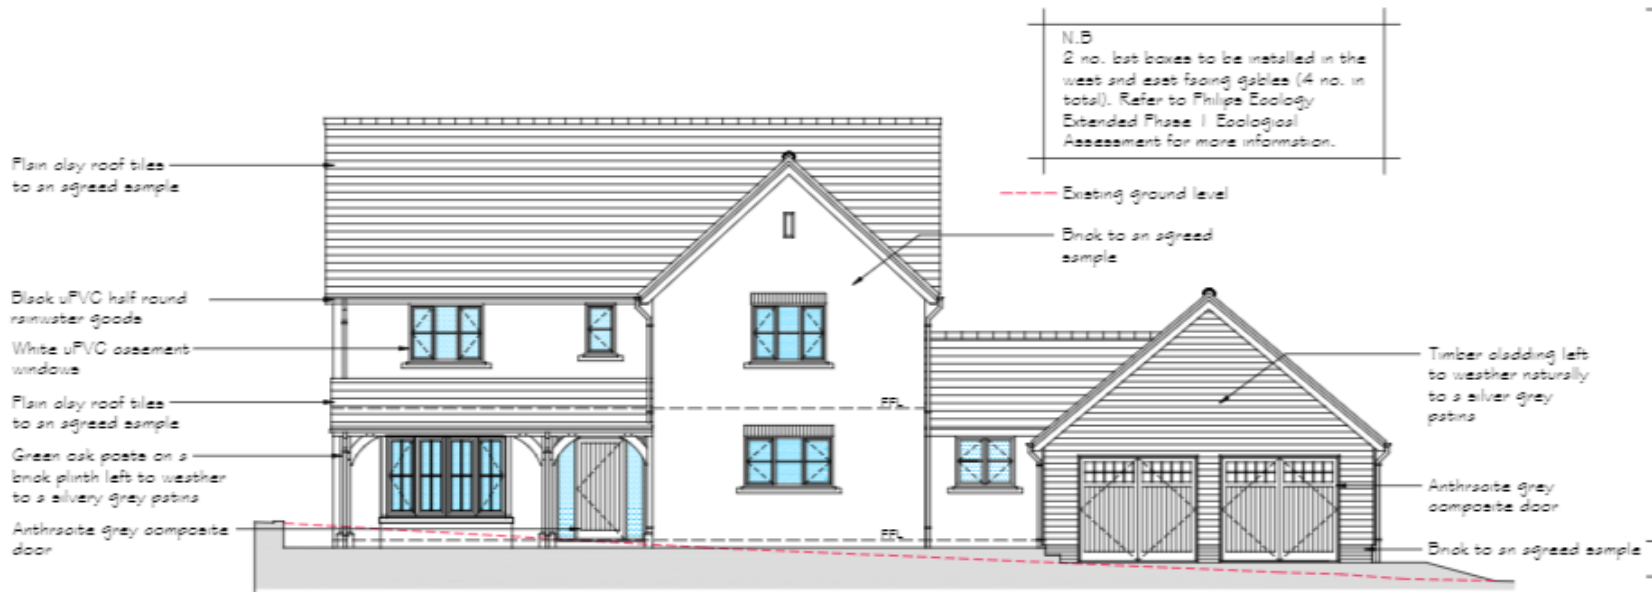 N.B
2 no. bat boxes to be installed in the
west and east facing gables (4 no. in
total). Refer to Philips Ecology
Extended Phase 1 Ecological
Assessment for more information.
Plain clay roof tiles
to an agreed sample
Existing ground level
Brick to an agreed
sample
Black uPVC half round
rainwater goods
White uPVC casement
windows
Plain clay roof tiles
to an agreed sample
Green oak posts on a
brick plinth left to weather
to a silvery grey patina
Anthracite grey composite
door
FFL
FFL
Timber cladding left
to weather naturally
to a silver grey
patina
Anthracite grey
composite door
Brick to an agreed sample